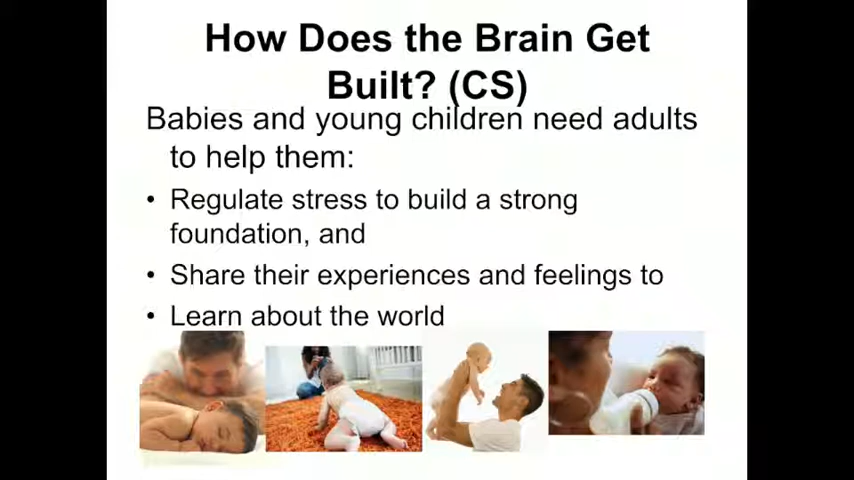 How Does the Brain Get
Built? (CS)
Babies and young children need adults
to help them:
• Regulate stress to build a strong
foundation, and
• Share their experiences and feelings to
• Learn about the world